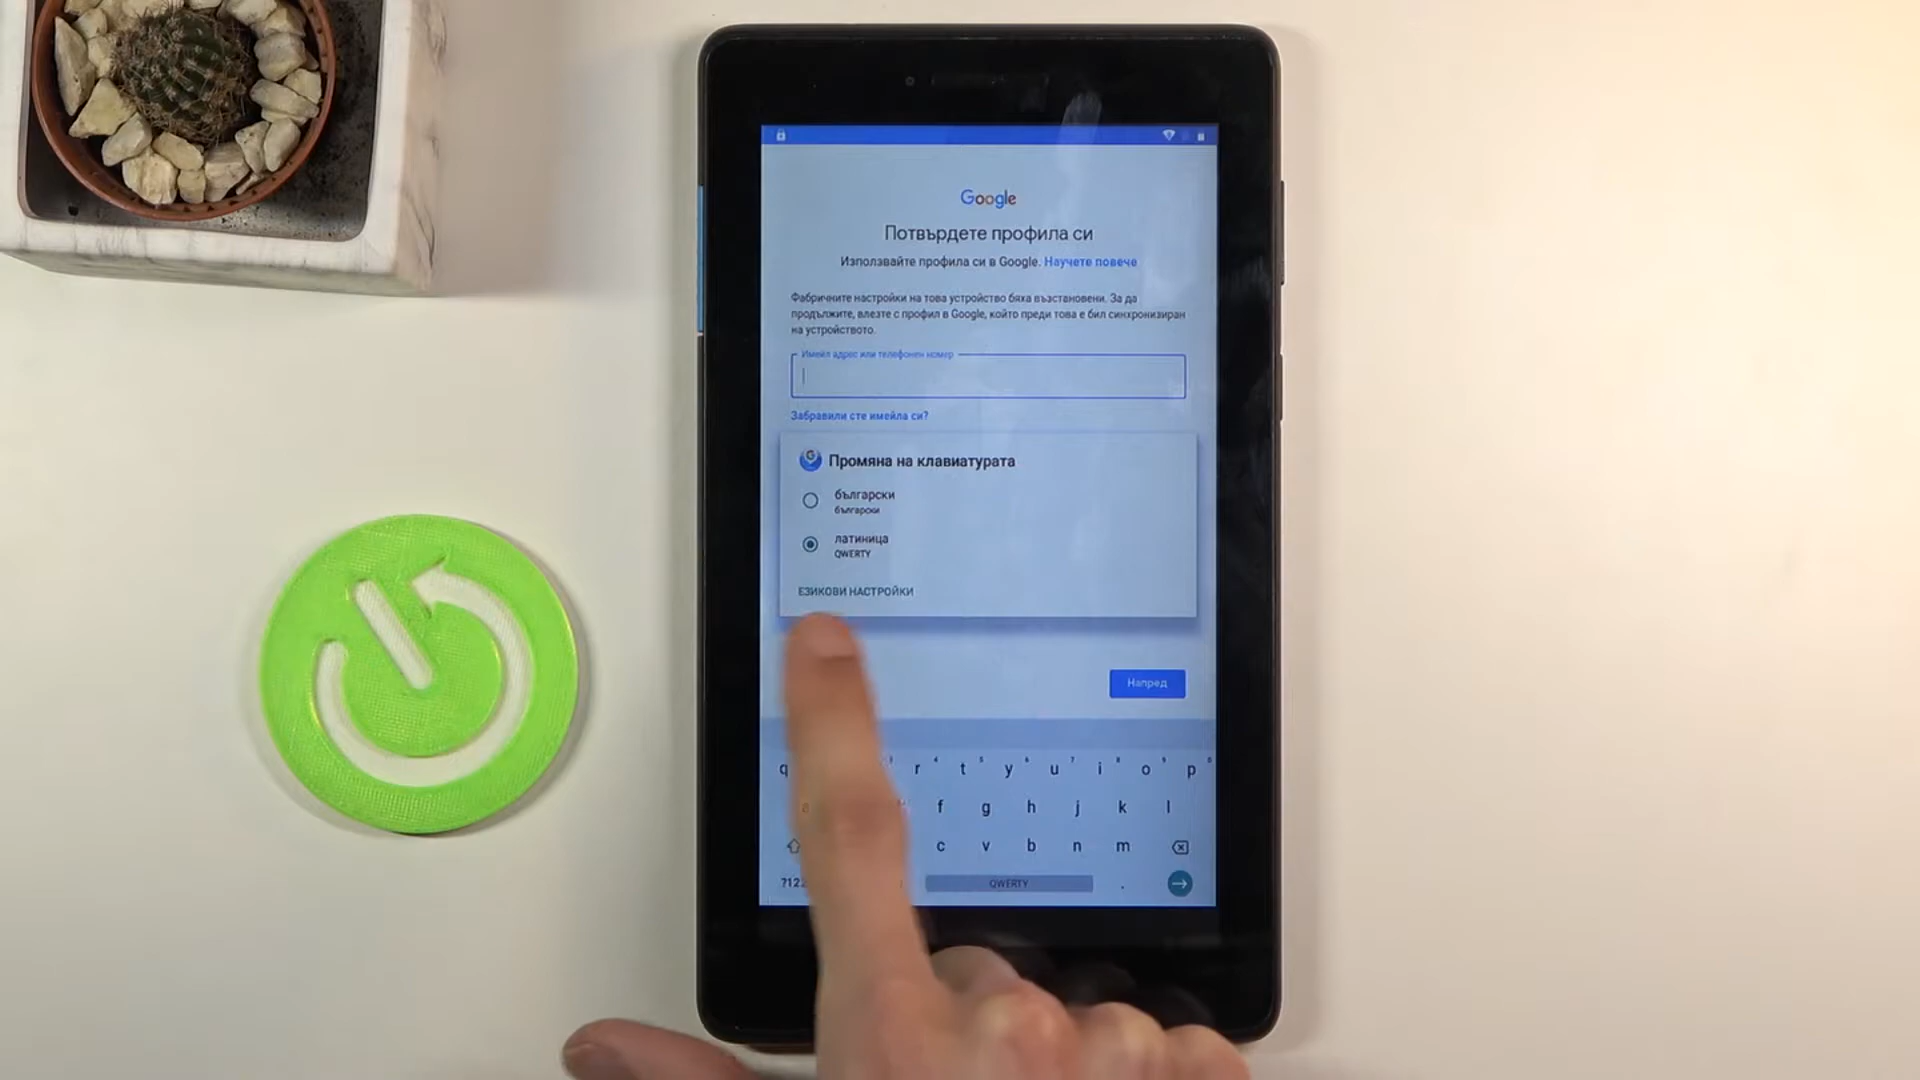 Google
Потвърдете профила си
Използвайте профила си в Google. Научете повече
Фабричните настройки на това устройство бяха възстановени. За да
продължите, влезте с профил в Google, който преди това е бил синхронизиран
на устройството.
Имейл адрес или телефонен номер
Забравили сте имейла си?
Промяна на клавиатурата
български
български
латиница
QWERTY
ЕЗИКОВИ НАСТРОЙКИ
Напред
q r t y u i o p
a f g h j k l
c v b n m
?12 QWERTY .